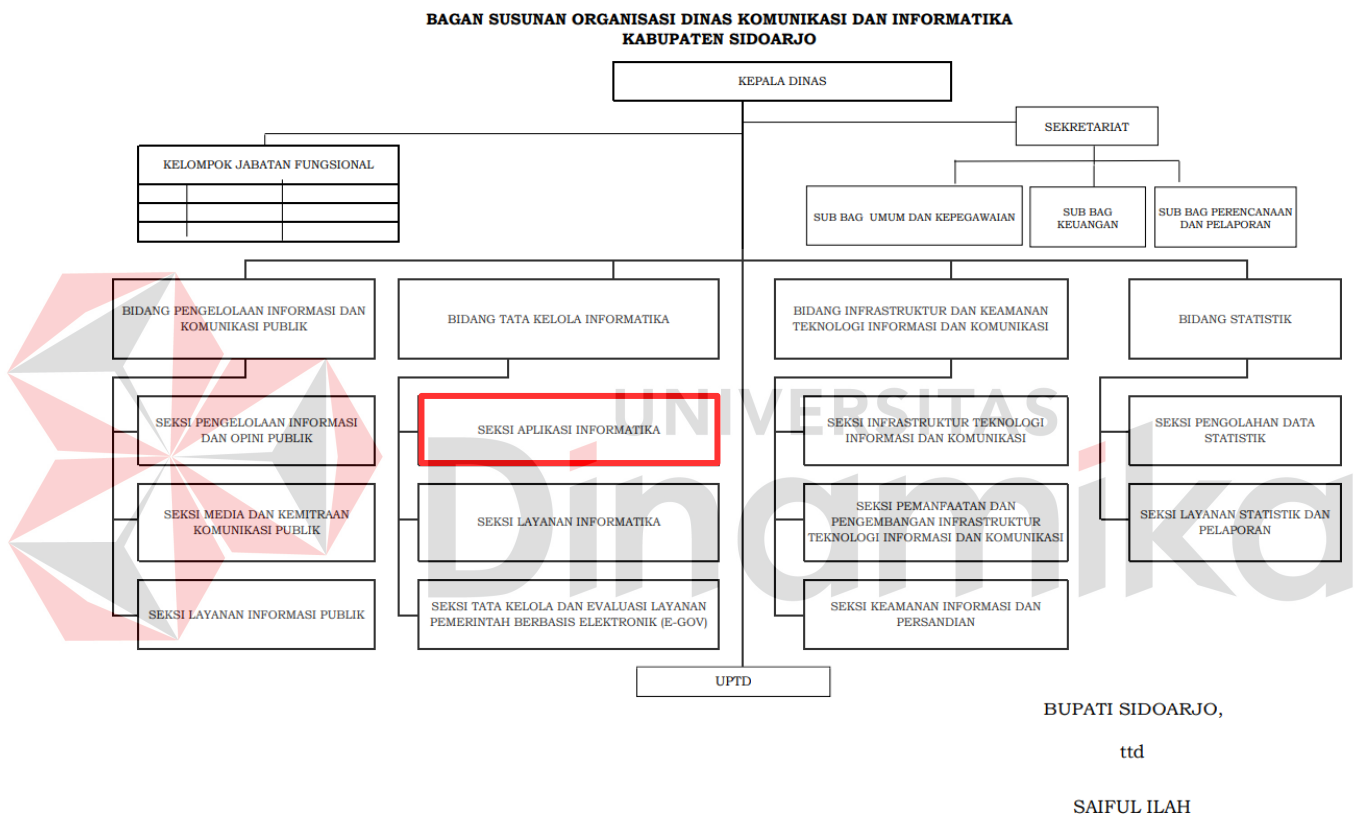 BAGAN SUSUNAN ORGANISASI DINAS KOMUNIKASI DAN INFORMATIKA
KABUPATEN SIDOARJO
KEPALA DINAS
SEKRETARIAT
KELOMPOK JABATAN FUNGSIONAL
SUB BAG UMUM DAN KEPEGAWAIAN
SUB BAG
KEUANGAN
SUB BAG PERENCANAAN
DAN PELAPORAN
BIDANG PENGELOLAAN INFORMASI DAN
KOMUNIKASI PUBLIK
BIDANG TATA KELOLA INFORMATIKA
BIDANG INFRASTRUKTUR DAN KEAMANAN
TEKNOLOGI INFORMASI DAN KOMUNIKASI
BIDANG STATISTIK
SEKSI PENGELOLAAN INFORMASI
DAN OPINI PUBLIK
SEKSI APLIKASI INFORMATIKA
SEKSI INFRASTRUKTUR TEKNOLOGI
INFORMASI DAN KOMUNIKASI
SEKSI PENGOLAHAN DATA
STATISTIK
SEKSI MEDIA DAN KEMITRAAN
KOMUNIKASI PUBLIK
SEKSI LAYANAN INFORMATIKA
SEKSI PEMANFAATAN DAN
PENGEMBANGAN INFRASTRUKTUR
TEKNOLOGI INFORMASI DAN KOMUNIKASI
SEKSI LAYANAN STATISTIK DAN
PELAPORAN
SEKSI LAYANAN INFORMASI PUBLIK
SEKSI TATA KELOLA DAN EVALUASI LAYANAN
PEMERINTAH BERBASIS ELEKTRONIK (E-GOV)
SEKSI KEAMANAN INFORMASI DAN
PERSANDIAN
UPTD
BUPATI SIDOARJO,
ttd
SAIFUL ILAH
UNIVERSITAS
Dinamika